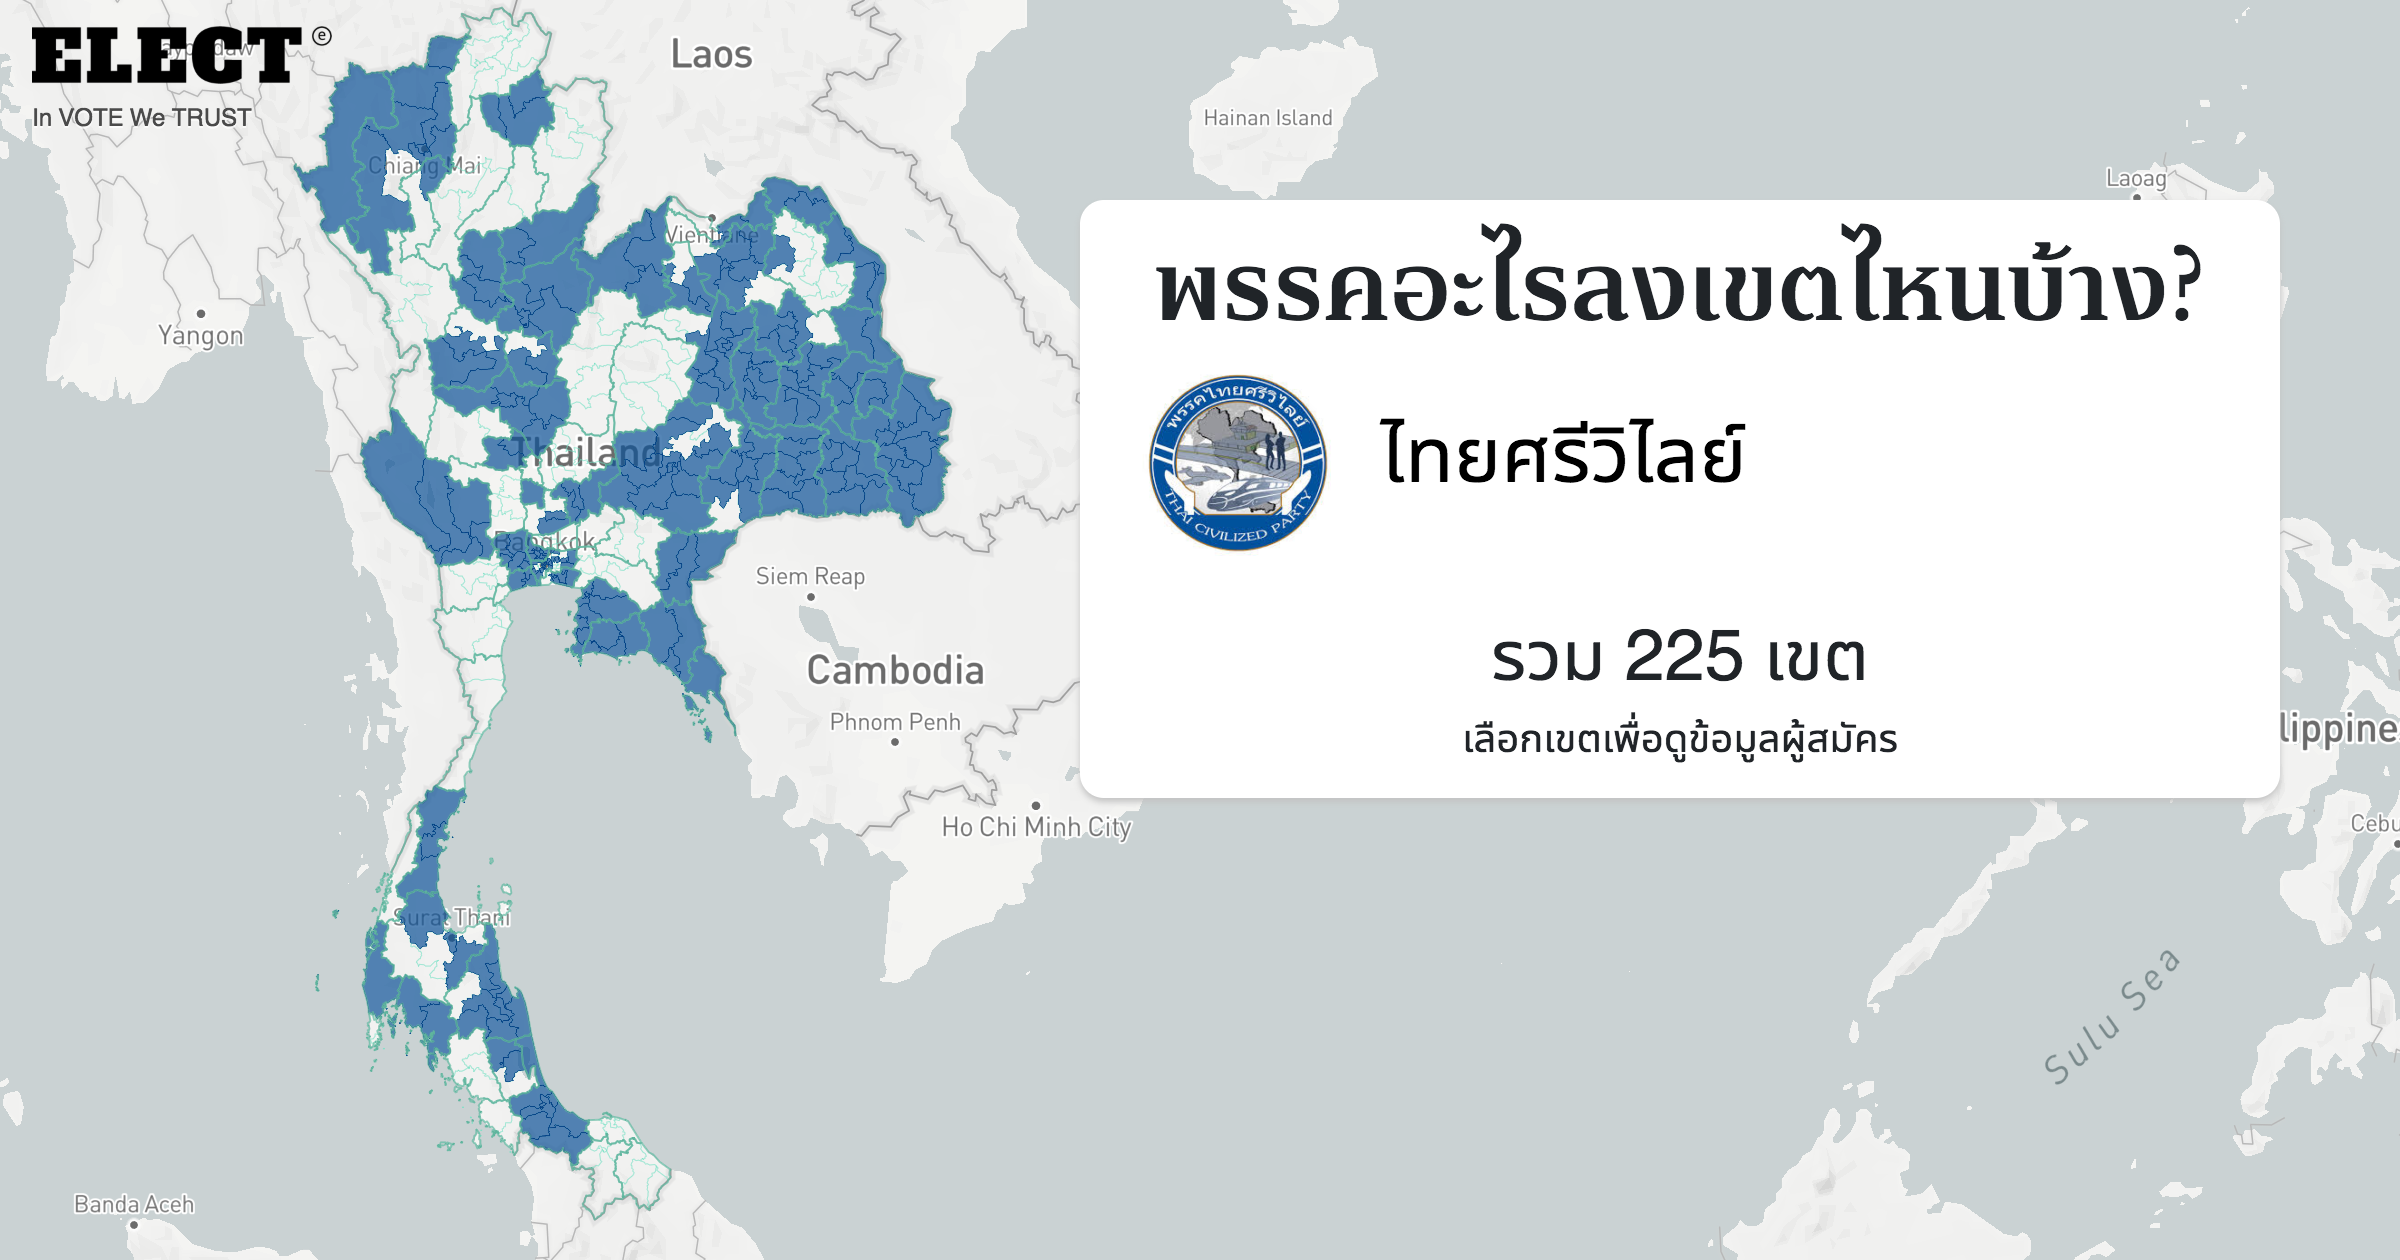 ELECT ⓔ
In VOTE We TRUST
Laos
Hainan Island
Chiang Mai
Laoag
Vientiane
Yangon
พรรคอะไรลงเขตไหนบ้าง?
พรรคไทยศรีวิไลย์
THAI CIVILIZED PARTY
ไทยศรีวิไลย์
Thailand
Bangkok
Siem Reap
Cambodia
รวม 225 เขต
Phnom Penh
เลือกเขตเพื่อดูข้อมูลผู้สมัคร
lippine
Ho Chi Minh City
Cebu
Surat Thani
Sulu Sea
Banda Aceh